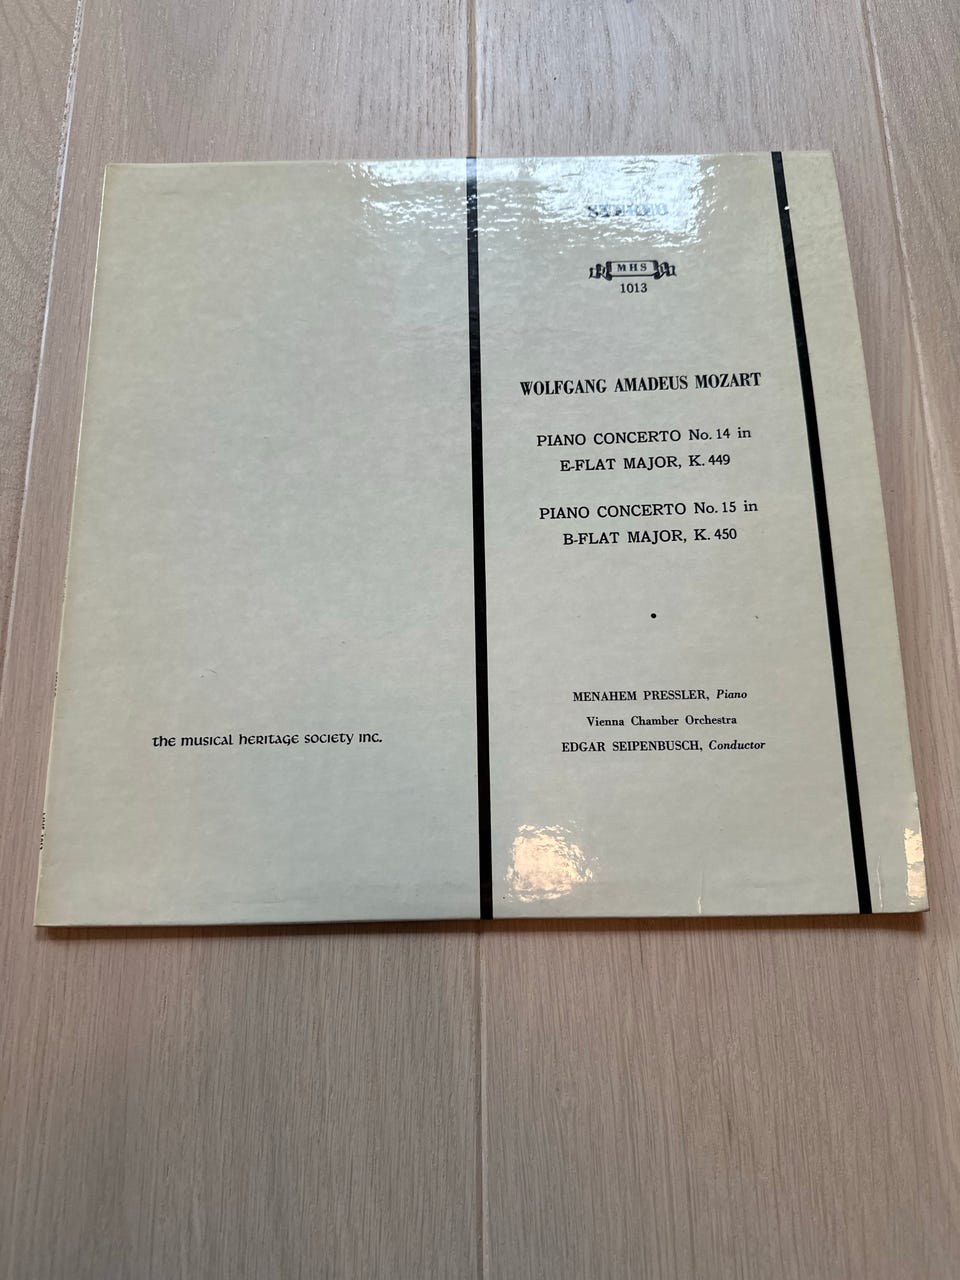 STEREO
MHS
1013
WOLFGANG AMADEUS MOZART
PIANO CONCERTO No. 14 in
E-FLAT MAJOR, K. 449
PIANO CONCERTO No. 15 in
B-FLAT MAJOR, K. 450
MENAHEM PRESSLER, Piano
Vienna Chamber Orchestra
EDGAR SEIPENBUSCH, Conductor
the musical heritage society inc.